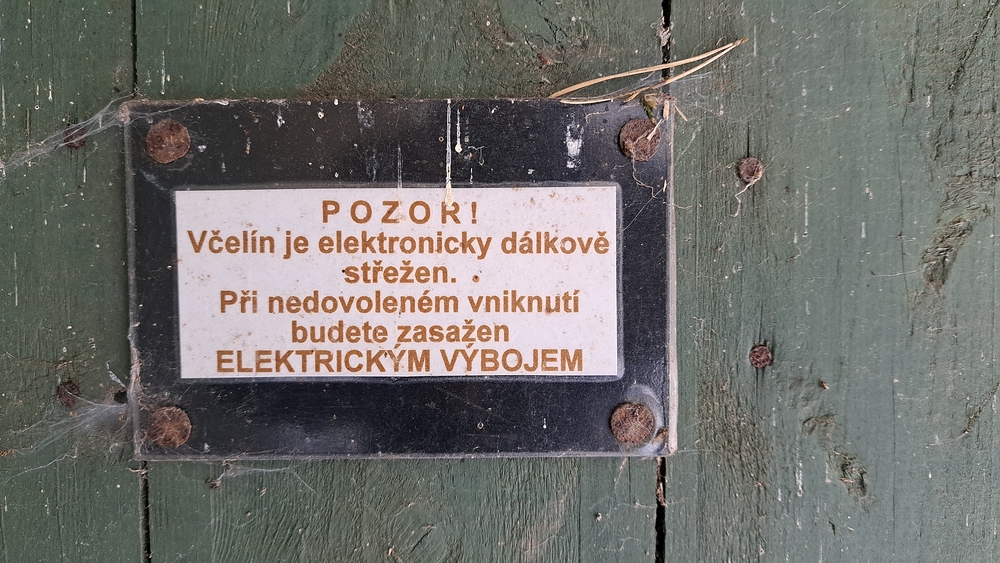 POZOR!
Včelín je elektronicky dálkově
střežen.
Při nedovoleném vniknutí
budete zasažen
ELEKTRICKÝM VÝBOJEM